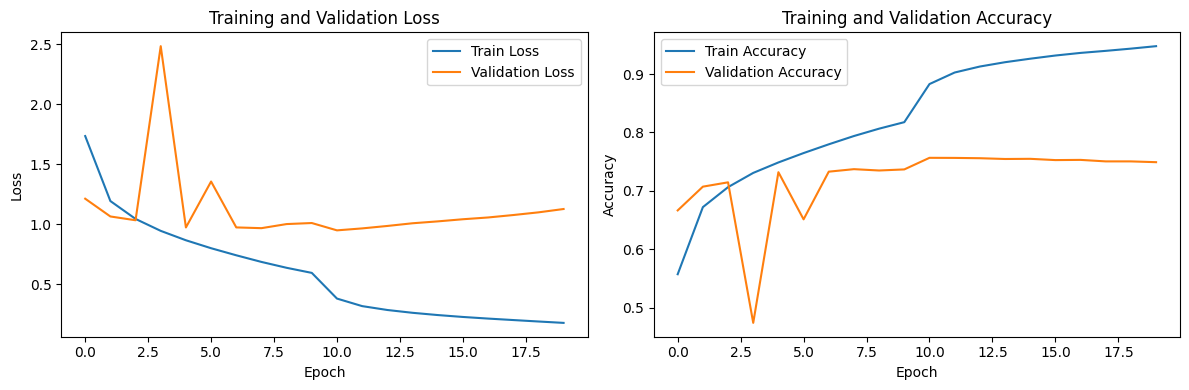 Training and Validation Loss
2.5
2.0
1.5
1.0
0.5
Loss
Train Loss
Validation Loss
0.0 2.5 5.0 7.5 10.0 12.5 15.0 17.5
Epoch
Training and Validation Accuracy
0.9
0.8
0.7
0.6
0.5
Accuracy
Train Accuracy
Validation Accuracy
0.0 2.5 5.0 7.5 10.0 12.5 15.0 17.5
Epoch